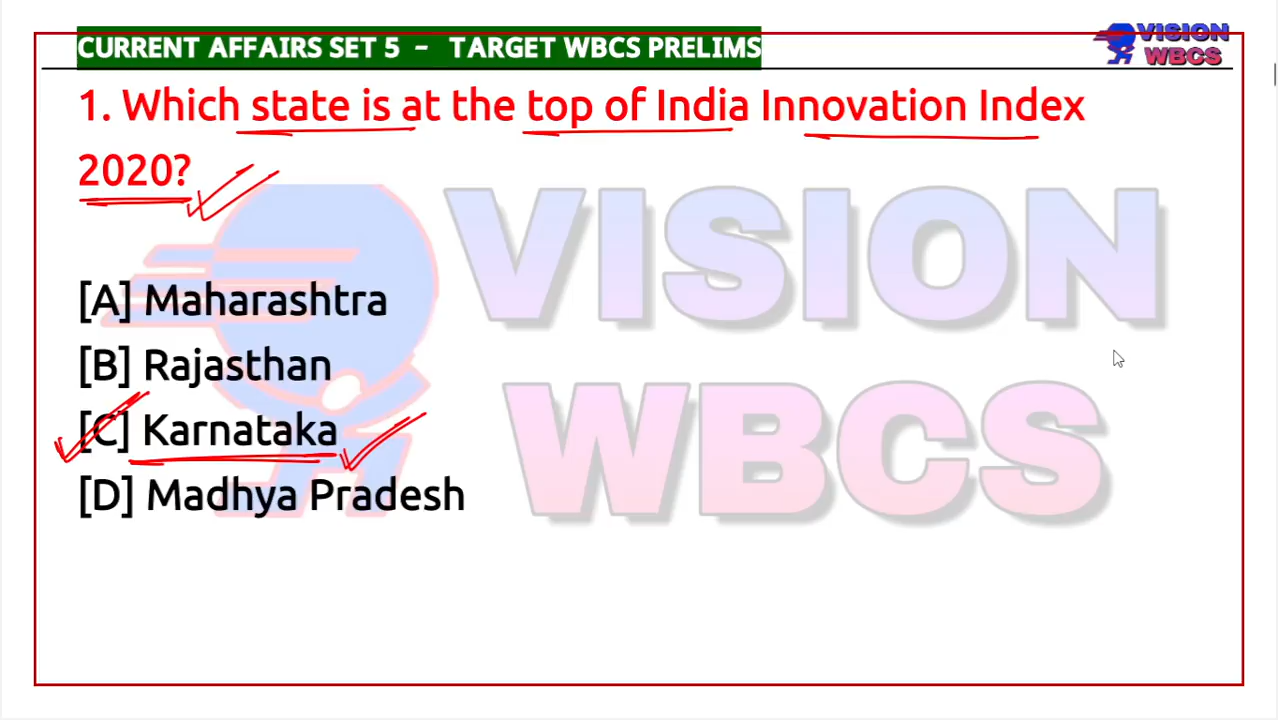 CURRENT AFFAIRS SET 5 - TARGET WBCS PRELIMS
VISION
WBCS
1. Which state is at the top of India Innovation Index
2020?
VISION
WBCS
[A] Maharashtra
[B] Rajasthan
[C] Karnataka
[D] Madhya Pradesh